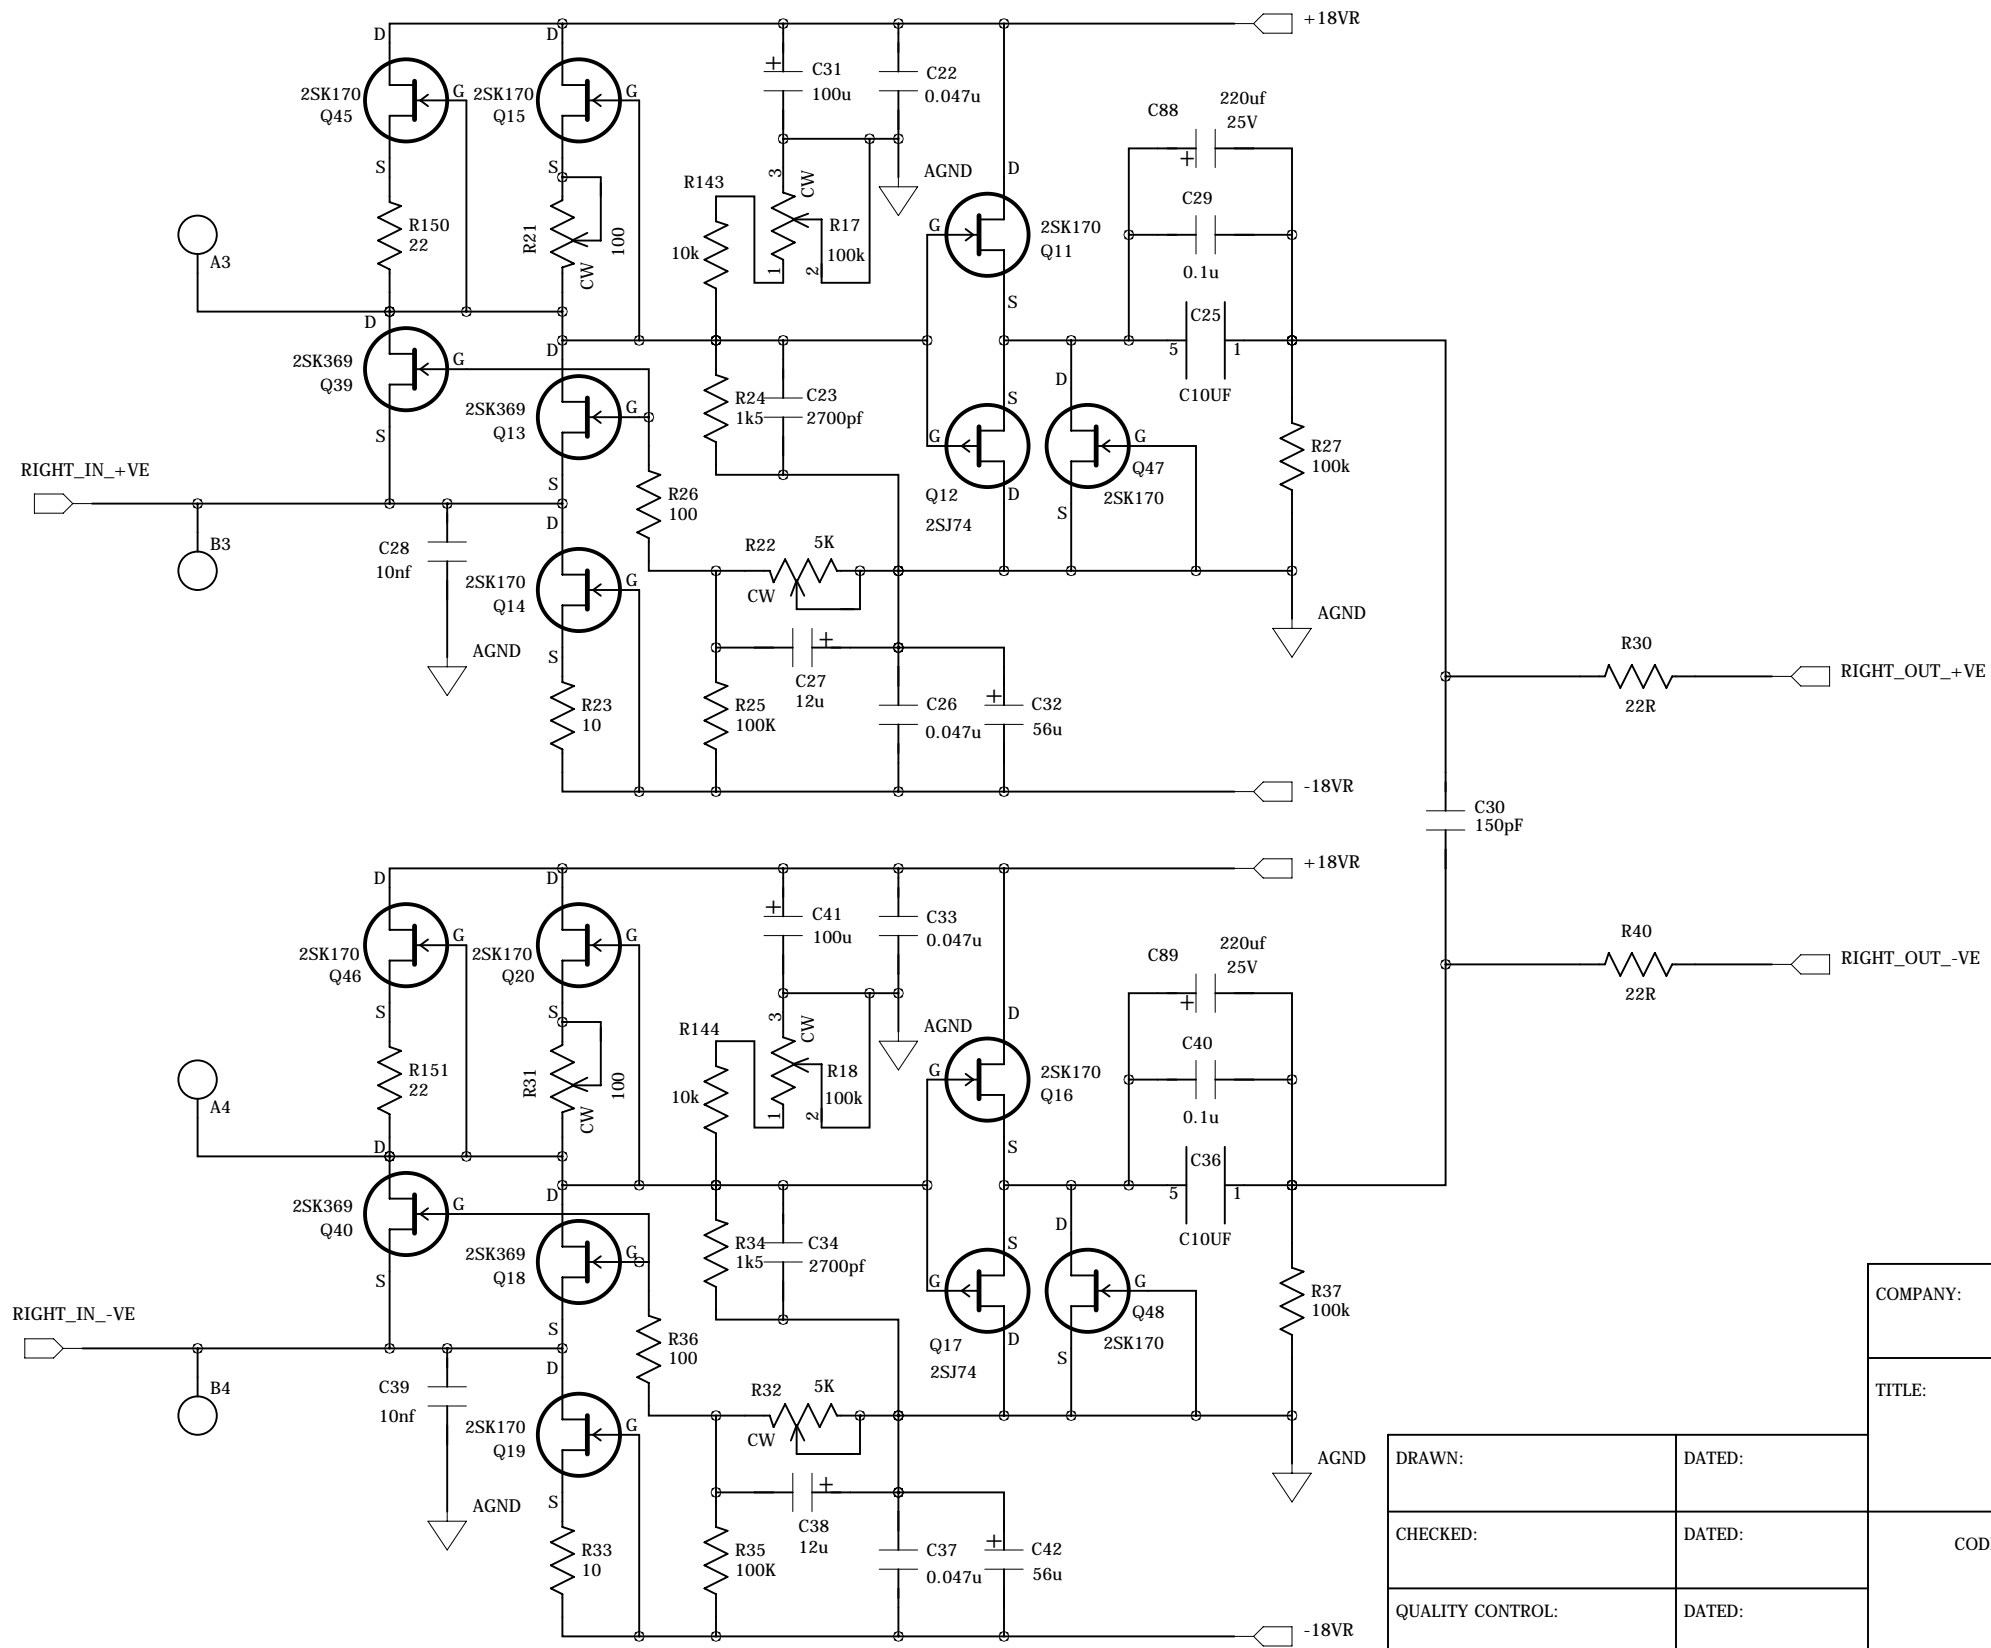 +18VR
D
D
2SK170
Q45
G
S
2SK170
Q15
G
S
C31
100u
+
C22
0.047u
C88
220uf
25V
+
AGND
D
R143
10k
3
CW
R17
100k
1
2
G
2SK170
Q11
S
C29
0.1u
R150
22
R21
100
CW
A3
D
D
C25
5
1
C10UF
2SK369
Q39
G
S
2SK369
Q13
G
S
R24
1k5
C23
2700pf
S
G
Q12
2SJ74
D
D
G
Q47
2SK170
S
R27
100k
RIGHT_IN_+VE
B3
C28
10nf
AGND
D
R26
100
2SK170
Q14
G
S
R22
5K
CW
AGND
R23
10
R25
100K
C27
12u
+
C26
0.047u
+
C32
56u
R30
22R
RIGHT_OUT_+VE
-18VR
C30
150pF
+18VR
D
D
2SK170
Q46
G
S
2SK170
Q20
G
S
C41
100u
+
C33
0.047u
C89
220uf
25V
+
R40
22R
RIGHT_OUT_-VE
AGND
D
R144
10k
3
CW
R18
100k
1
2
G
2SK170
Q16
S
C40
0.1u
R151
22
R31
100
CW
A4
D
D
C36
5
1
C10UF
2SK369
Q40
G
S
2SK369
Q18
G
S
R34
1k5
C34
2700pf
S
G
Q17
2SJ74
D
D
G
Q48
2SK170
S
R37
100k
RIGHT_IN_-VE
B4
C39
10nf
AGND
D
R36
100
2SK170
Q19
G
S
R32
5K
CW
AGND
R33
10
R35
100K
C38
12u
+
C37
0.047u
+
C42
56u
-18VR
COMPANY:
TITLE:
DRAWN:
DATED:
CHECKED:
DATED:
QUALITY CONTROL:
DATED: